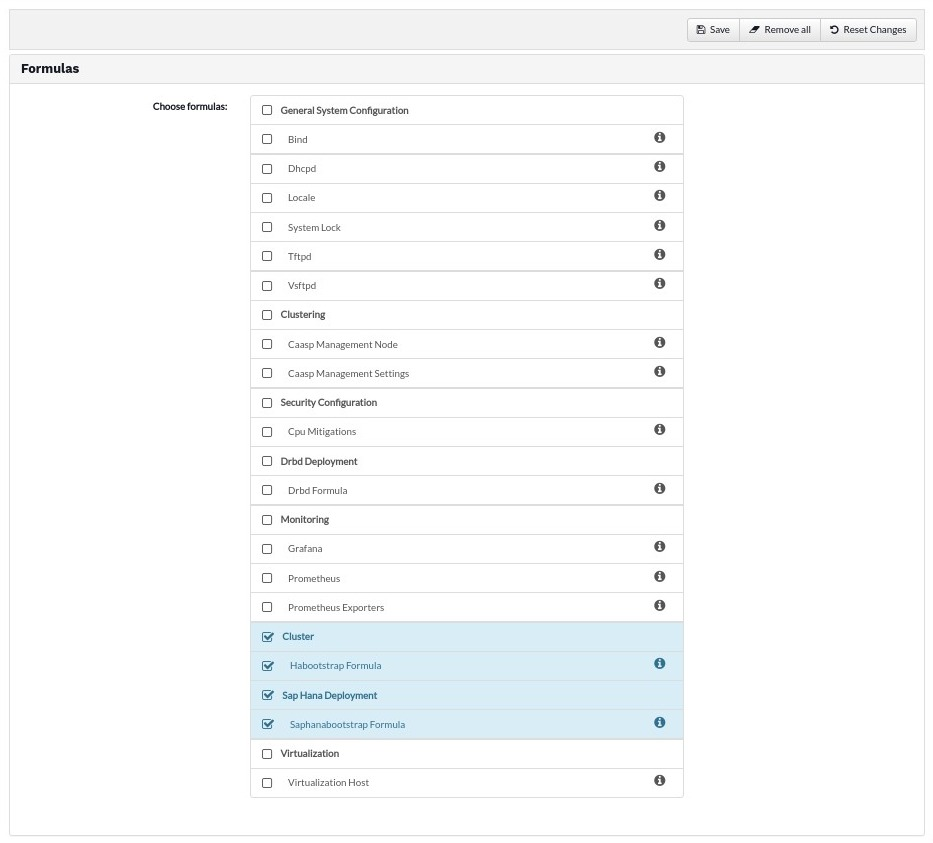 Save Remove all Reset Changes
Formulas
Choose formulas:
General System Configuration
Bind
Dhcpd
Locale
System Lock
Tftpd
Vsftpd
Clustering
Caasp Management Node
Caasp Management Settings
Security Configuration
Cpu Mitigations
Drbd Deployment
Drbd Formula
Monitoring
Grafana
Prometheus
Prometheus Exporters
Cluster
Habootstrap Formula
Sap Hana Deployment
Saphanabootstrap Formula
Virtualization
Virtualization Host